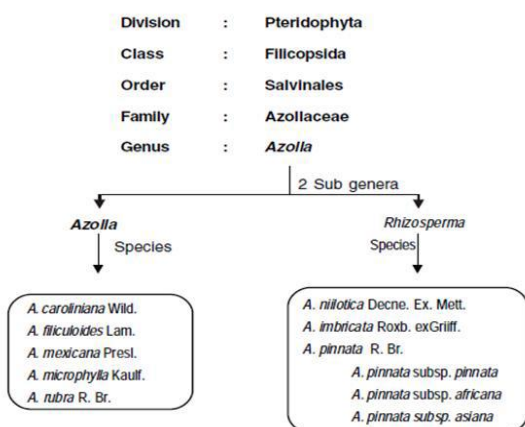 Division : Pteridophyta
Class : Filicopsida
Order : Salvinales
Family : Azollaceae
Genus : Azolla
2 Sub genera
Azolla
Species
A. caroliniana Wild.
A. filiculoides Lam.
A. mexicana Presl.
A. microphylla Kaulf.
A. rubra R. Br.
Rhizosperma
Species
A. niilotica Decne. Ex. Mett.
A. imbricata Roxb. exGriiff.
A. pinnata R. Br.
A. pinnata subsp. pinnata
A. pinnata subsp. africana
A. pinnata subsp. asiana